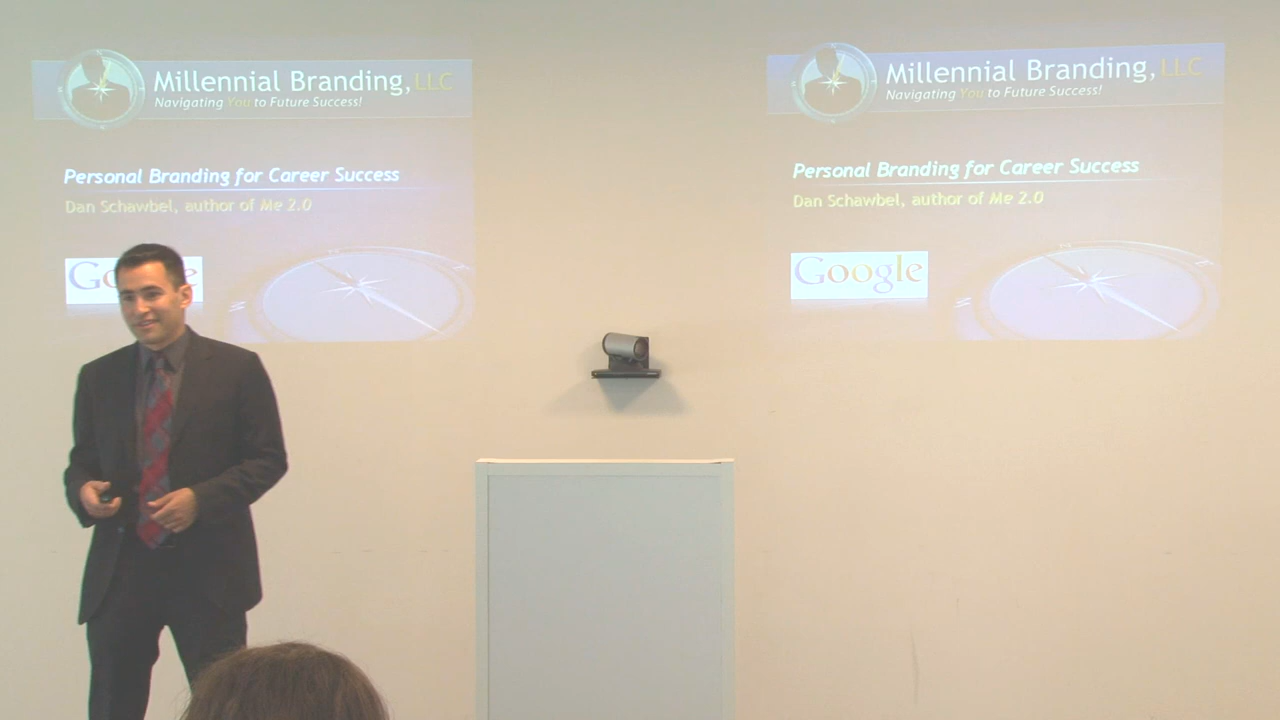 Millennial Branding, LLC
Navigating You to Future Success!
Personal Branding for Career Success
Dan Schawbel, author of Me 2.0
Google
Millennial Branding, LLC
Navigating You to Future Success!
Personal Branding for Career Success
Dan Schawbel, author of Me 2.0
Google